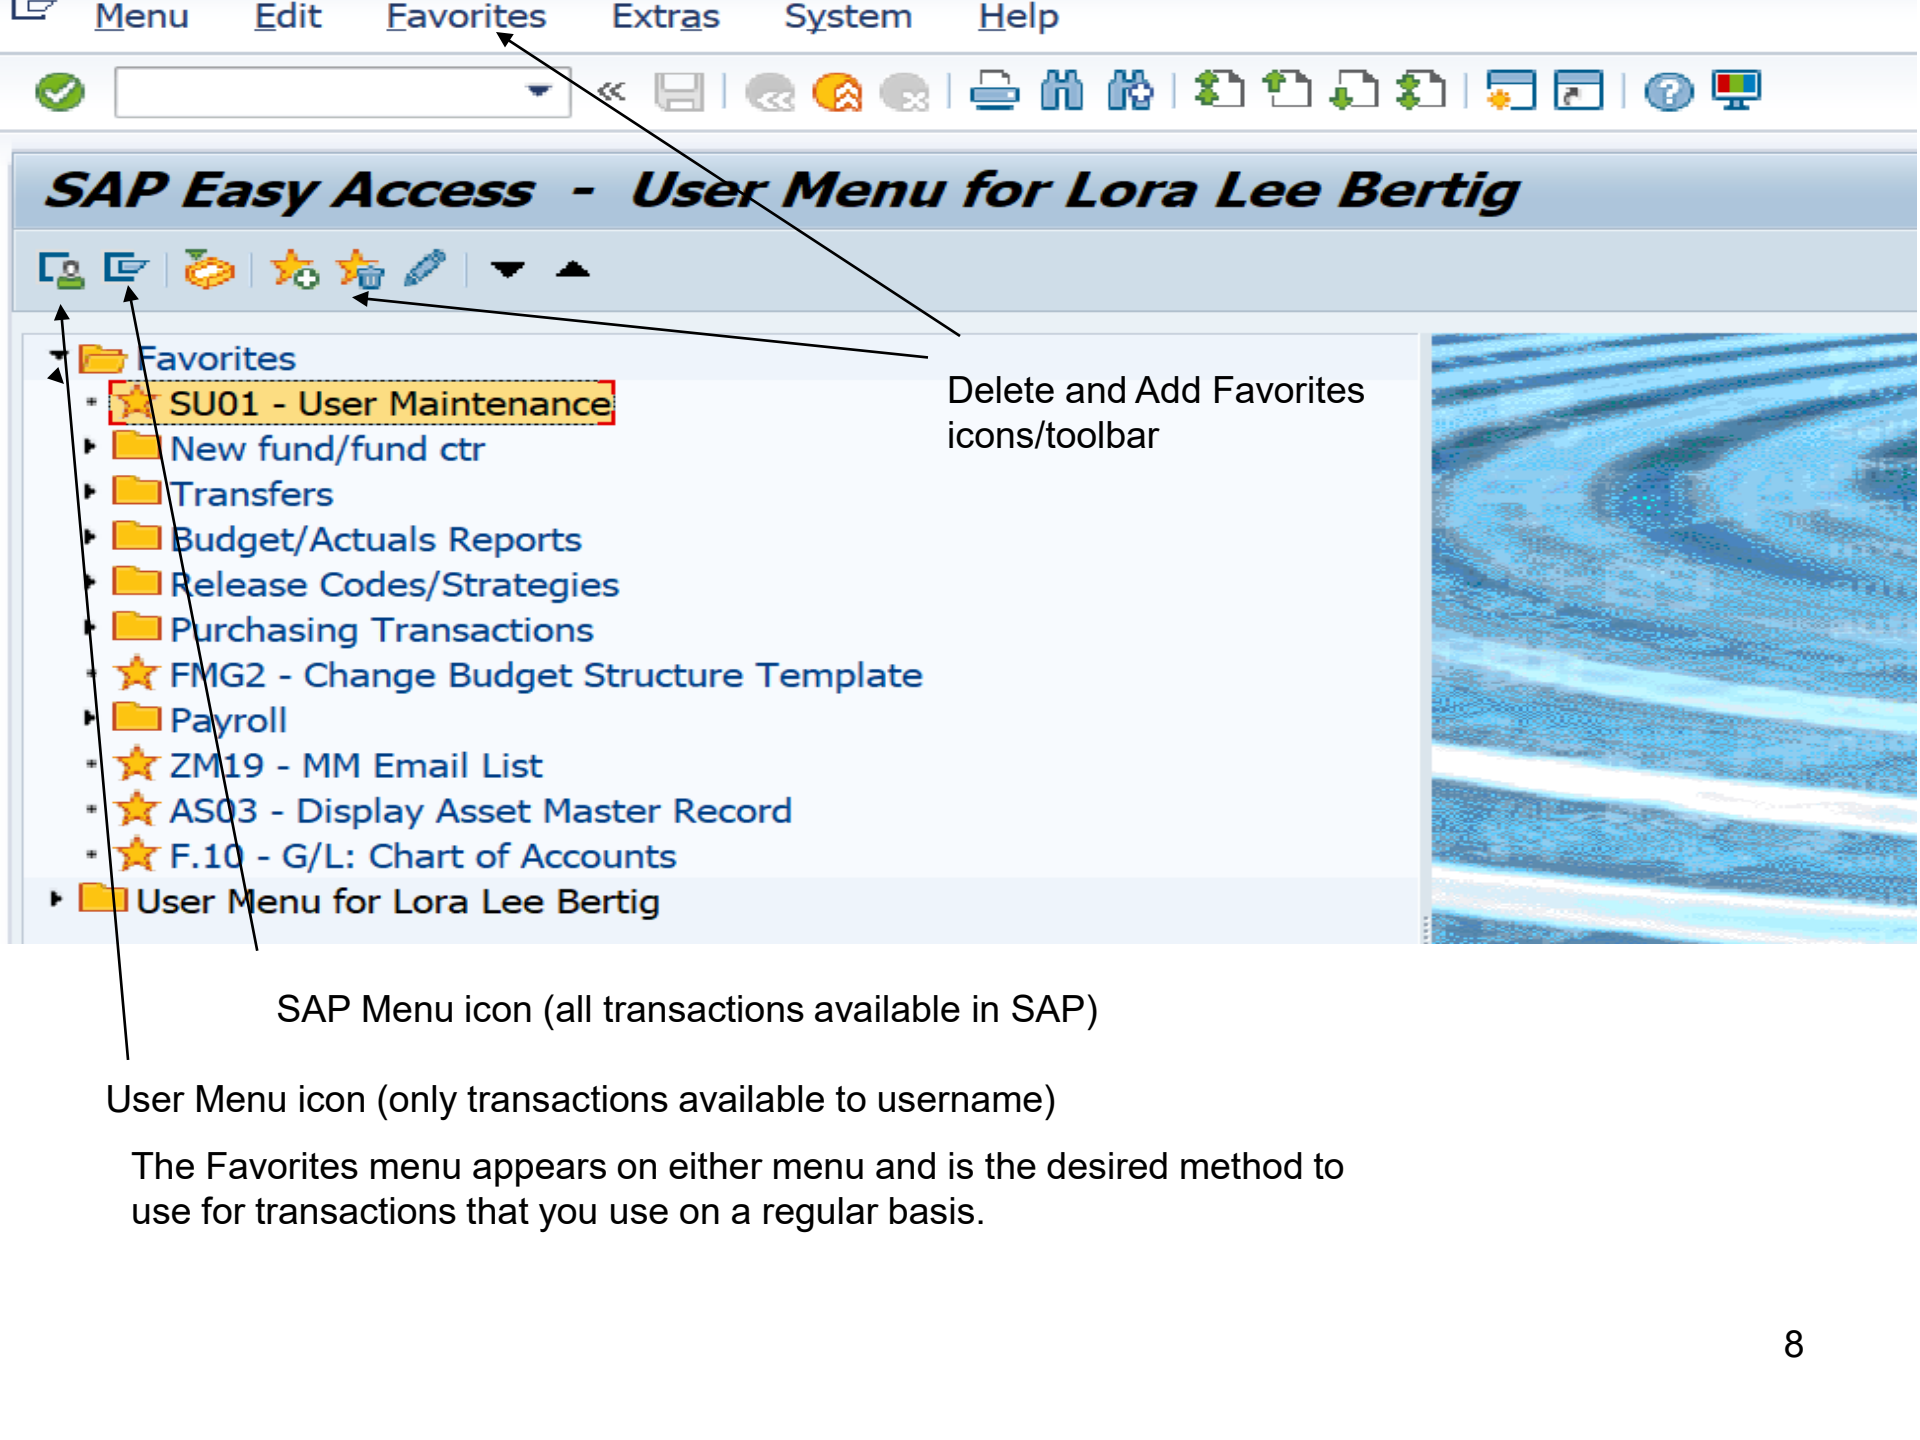 Menu Edit Favorites Extras System Help
SAP Easy Access - User Menu for Lora Lee Bertig
Favorites
SU01 - User Maintenance
New fund/fund ctr
Transfers
Budget/Actuals Reports
Release Codes/Strategies
Purchasing Transactions
FMG2 - Change Budget Structure Template
Payroll
ZM19 - MM Email List
AS03 - Display Asset Master Record
F.10 - G/L: Chart of Accounts
User Menu for Lora Lee Bertig
Delete and Add Favorites
icons/toolbar
SAP Menu icon (all transactions available in SAP)
User Menu icon (only transactions available to username)
The Favorites menu appears on either menu and is the desired method to
use for transactions that you use on a regular basis.
8